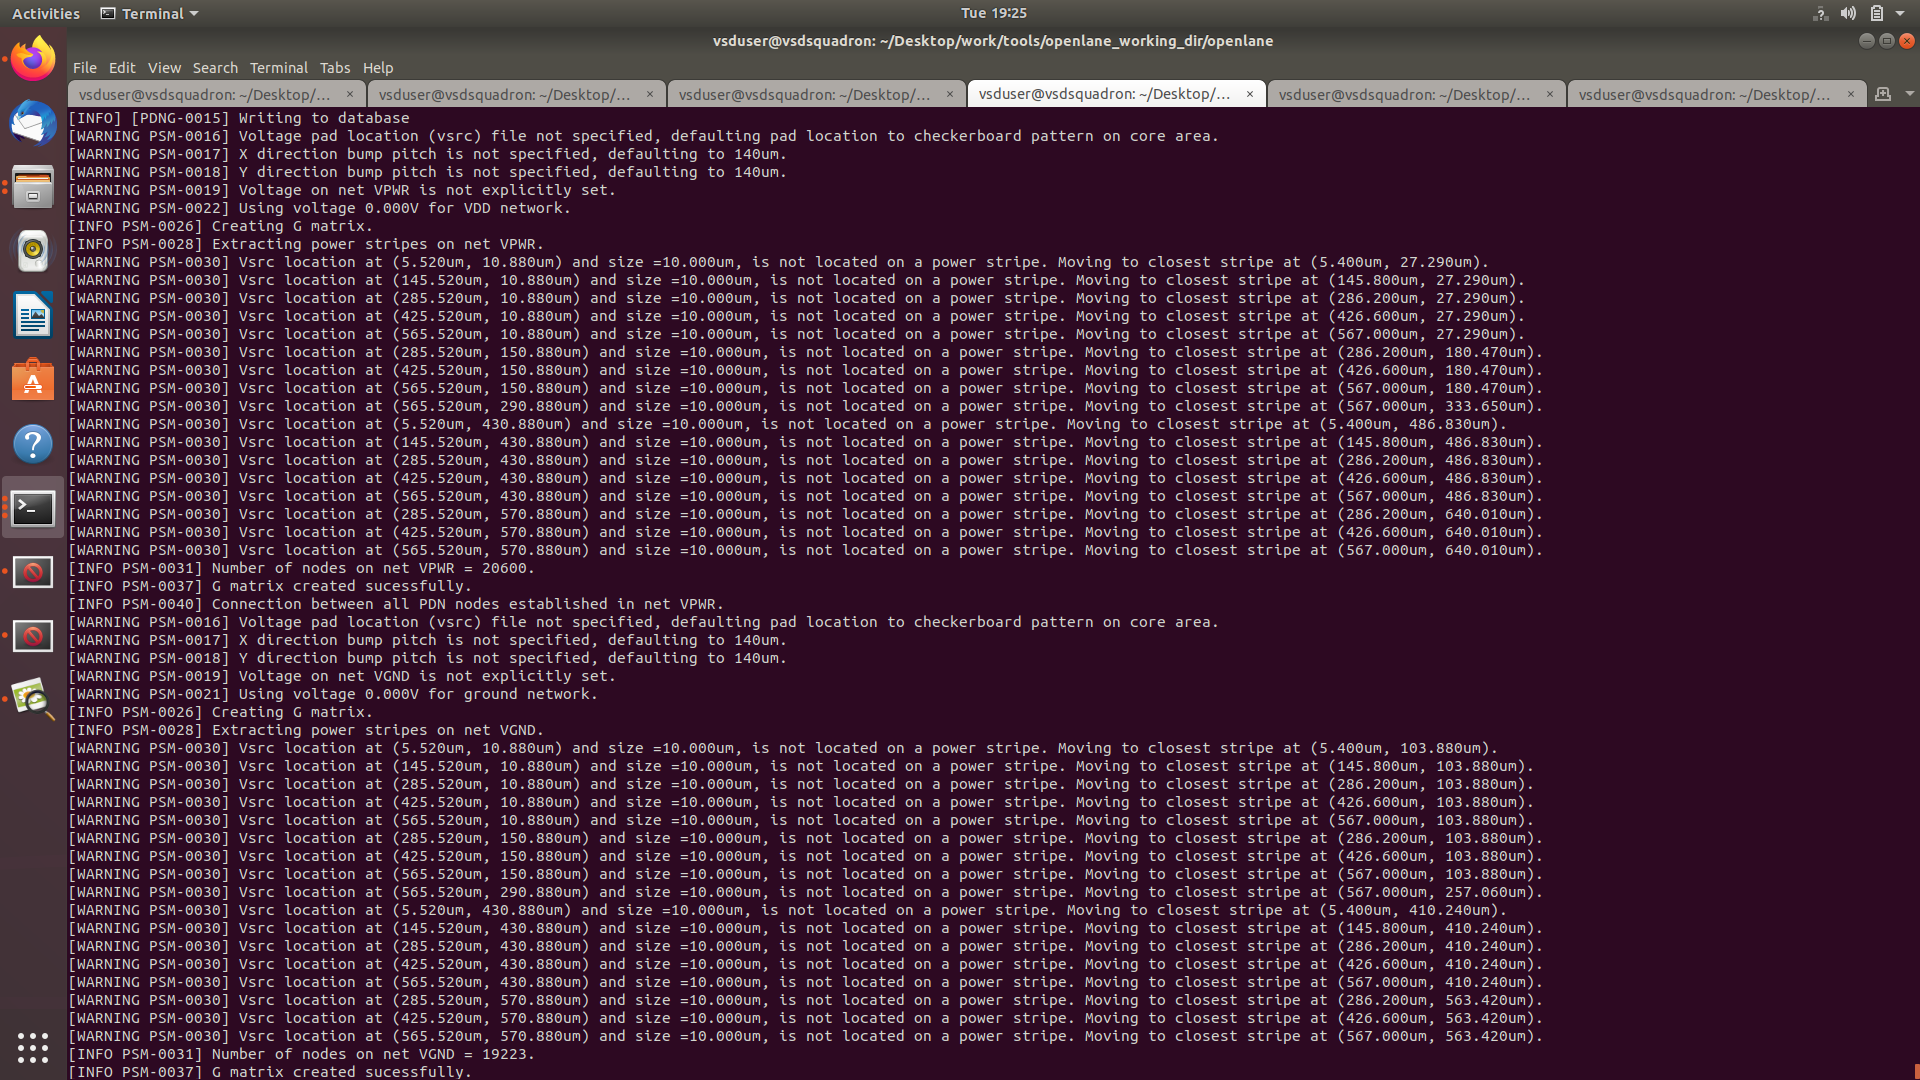 Activities
Terminal
Tue 19:25
vsduser@vsdsquadron: ~/Desktop/work/tools/openlane_working_dir/openlane
File Edit View Search Terminal Tabs Help
vsduser@vsdsquadron: ~/Desktop/...
vsduser@vsdsquadron: ~/Desktop/...
vsduser@vsdsquadron: ~/Desktop/...
vsduser@vsdsquadron: ~/Desktop/...
vsduser@vsdsquadron: ~/Desktop/...
vsduser@vsdsquadron: ~/Desktop/...
[INFO] [PDNG-0015] Writing to database
[WARNING PSM-0016] Voltage pad location (vsrc) file not specified, defaulting pad location to checkerboard pattern on core area.
[WARNING PSM-0017] X direction bump pitch is not specified, defaulting to 140um.
[WARNING PSM-0018] Y direction bump pitch is not specified, defaulting to 140um.
[WARNING PSM-0019] Voltage on net VPWR is not explicitly set.
[WARNING PSM-0022] Using voltage 0.000V for VDD network.
[INFO PSM-0026] Creating G matrix.
[INFO PSM-0028] Extracting power stripes on net VPWR.
[WARNING PSM-0030] Vsrc location at (5.520um, 10.880um) and size =10.000um, is not located on a power stripe. Moving to closest stripe at (5.400um, 27.290um).
[WARNING PSM-0030] Vsrc location at (145.520um, 10.880um) and size =10.000um, is not located on a power stripe. Moving to closest stripe at (145.800um, 27.290um).
[WARNING PSM-0030] Vsrc location at (285.520um, 10.880um) and size =10.000um, is not located on a power stripe. Moving to closest stripe at (286.200um, 27.290um).
[WARNING PSM-0030] Vsrc location at (425.520um, 10.880um) and size =10.000um, is not located on a power stripe. Moving to closest stripe at (426.600um, 27.290um).
[WARNING PSM-0030] Vsrc location at (565.520um, 10.880um) and size =10.000um, is not located on a power stripe. Moving to closest stripe at (567.000um, 27.290um).
[WARNING PSM-0030] Vsrc location at (285.520um, 150.880um) and size =10.000um, is not located on a power stripe. Moving to closest stripe at (286.200um, 180.470um).
[WARNING PSM-0030] Vsrc location at (425.520um, 150.880um) and size =10.000um, is not located on a power stripe. Moving to closest stripe at (426.600um, 180.470um).
[WARNING PSM-0030] Vsrc location at (565.520um, 150.880um) and size =10.000um, is not located on a power stripe. Moving to closest stripe at (567.000um, 180.470um).
[WARNING PSM-0030] Vsrc location at (565.520um, 290.880um) and size =10.000um, is not located on a power stripe. Moving to closest stripe at (567.000um, 333.650um).
[WARNING PSM-0030] Vsrc location at (5.520um, 430.880um) and size =10.000um, is not located on a power stripe. Moving to closest stripe at (5.400um, 486.830um).
[WARNING PSM-0030] Vsrc location at (145.520um, 430.880um) and size =10.000um, is not located on a power stripe. Moving to closest stripe at (145.800um, 486.830um).
[WARNING PSM-0030] Vsrc location at (285.520um, 430.880um) and size =10.000um, is not located on a power stripe. Moving to closest stripe at (286.200um, 486.830um).
[WARNING PSM-0030] Vsrc location at (425.520um, 430.880um) and size =10.000um, is not located on a power stripe. Moving to closest stripe at (426.600um, 486.830um).
[WARNING PSM-0030] Vsrc location at (565.520um, 430.880um) and size =10.000um, is not located on a power stripe. Moving to closest stripe at (567.000um, 486.830um).
[WARNING PSM-0030] Vsrc location at (285.520um, 570.880um) and size =10.000um, is not located on a power stripe. Moving to closest stripe at (286.200um, 640.010um).
[WARNING PSM-0030] Vsrc location at (425.520um, 570.880um) and size =10.000um, is not located on a power stripe. Moving to closest stripe at (426.600um, 640.010um).
[WARNING PSM-0030] Vsrc location at (565.520um, 570.880um) and size =10.000um, is not located on a power stripe. Moving to closest stripe at (567.000um, 640.010um).
[INFO PSM-0031] Number of nodes on net VPWR = 20600.
[INFO PSM-0037] G matrix created sucessfully.
[INFO PSM-0040] Connection between all PDN nodes established in net VPWR.
[WARNING PSM-0016] Voltage pad location (vsrc) file not specified, defaulting pad location to checkerboard pattern on core area.
[WARNING PSM-0017] X direction bump pitch is not specified, defaulting to 140um.
[WARNING PSM-0018] Y direction bump pitch is not specified, defaulting to 140um.
[WARNING PSM-0019] Voltage on net VGND is not explicitly set.
[WARNING PSM-0021] Using voltage 0.000V for ground network.
[INFO PSM-0026] Creating G matrix.
[INFO PSM-0028] Extracting power stripes on net VGND.
[WARNING PSM-0030] Vsrc location at (5.520um, 10.880um) and size =10.000um, is not located on a power stripe. Moving to closest stripe at (5.400um, 103.880um).
[WARNING PSM-0030] Vsrc location at (145.520um, 10.880um) and size =10.000um, is not located on a power stripe. Moving to closest stripe at (145.800um, 103.880um).
[WARNING PSM-0030] Vsrc location at (285.520um, 10.880um) and size =10.000um, is not located on a power stripe. Moving to closest stripe at (286.200um, 103.880um).
[WARNING PSM-0030] Vsrc location at (425.520um, 10.880um) and size =10.000um, is not located on a power stripe. Moving to closest stripe at (426.600um, 103.880um).
[WARNING PSM-0030] Vsrc location at (565.520um, 10.880um) and size =10.000um, is not located on a power stripe. Moving to closest stripe at (567.000um, 103.880um).
[WARNING PSM-0030] Vsrc location at (285.520um, 150.880um) and size =10.000um, is not located on a power stripe. Moving to closest stripe at (286.200um, 103.880um).
[WARNING PSM-0030] Vsrc location at (425.520um, 150.880um) and size =10.000um, is not located on a power stripe. Moving to closest stripe at (426.600um, 103.880um).
[WARNING PSM-0030] Vsrc location at (565.520um, 150.880um) and size =10.000um, is not located on a power stripe. Moving to closest stripe at (567.000um, 103.880um).
[WARNING PSM-0030] Vsrc location at (565.520um, 290.880um) and size =10.000um, is not located on a power stripe. Moving to closest stripe at (567.000um, 257.060um).
[WARNING PSM-0030] Vsrc location at (5.520um, 430.880um) and size =10.000um, is not located on a power stripe. Moving to closest stripe at (5.400um, 410.240um).
[WARNING PSM-0030] Vsrc location at (145.520um, 430.880um) and size =10.000um, is not located on a power stripe. Moving to closest stripe at (145.800um, 410.240um).
[WARNING PSM-0030] Vsrc location at (285.520um, 430.880um) and size =10.000um, is not located on a power stripe. Moving to closest stripe at (286.200um, 410.240um).
[WARNING PSM-0030] Vsrc location at (425.520um, 430.880um) and size =10.000um, is not located on a power stripe. Moving to closest stripe at (426.600um, 410.240um).
[WARNING PSM-0030] Vsrc location at (565.520um, 430.880um) and size =10.000um, is not located on a power stripe. Moving to closest stripe at (567.000um, 410.240um).
[WARNING PSM-0030] Vsrc location at (285.520um, 570.880um) and size =10.000um, is not located on a power stripe. Moving to closest stripe at (286.200um, 563.420um).
[WARNING PSM-0030] Vsrc location at (425.520um, 570.880um) and size =10.000um, is not located on a power stripe. Moving to closest stripe at (426.600um, 563.420um).
[WARNING PSM-0030] Vsrc location at (565.520um, 570.880um) and size =10.000um, is not located on a power stripe. Moving to closest stripe at (567.000um, 563.420um).
[INFO PSM-0031] Number of nodes on net VGND = 19223.
[INFO PSM-0037] G matrix created sucessfully.